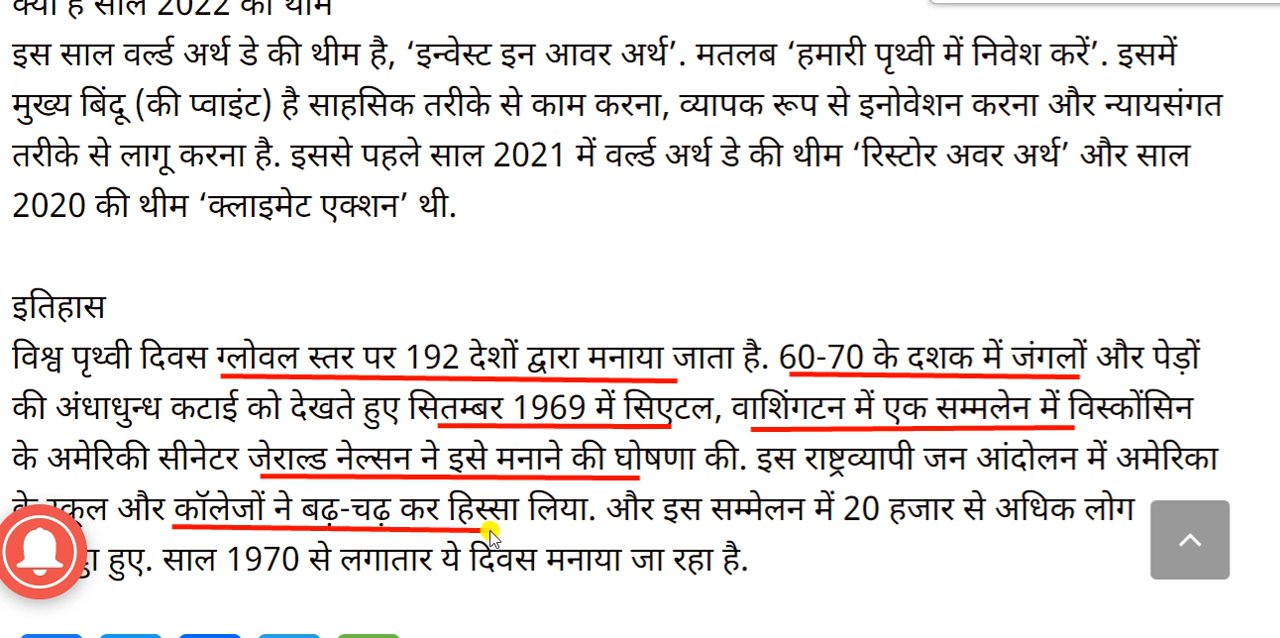 क्या है साल 2022 की थीम
इस साल वर्ल्ड अर्थ डे की थीम है, ‘इन्वेस्ट इन आवर अर्थ’. मतलब ‘हमारी पृथ्वी में निवेश करें’. इसमें
मुख्य बिंदू (की प्वाइंट) है साहसिक तरीके से काम करना, व्यापक रूप से इनोवेशन करना और न्यायसंगत
तरीके से लागू करना है. इससे पहले साल 2021 में वर्ल्ड अर्थ डे की थीम ‘रिस्टोर अवर अर्थ’ और साल
2020 की थीम ‘क्लाइमेट एक्शन’ थी.
इतिहास
विश्व पृथ्वी दिवस ग्लोवल स्तर पर 192 देशों द्वारा मनाया जाता है. 60-70 के दशक में जंगलों और पेड़ों
की अंधाधुन्ध कटाई को देखते हुए सितम्बर 1969 में सिएटल, वाशिंगटन में एक सम्मलेन में विस्कोंसिन
के अमेरिकी सीनेटर जेराल्ड नेल्सन ने इसे मनाने की घोषणा की. इस राष्ट्रव्यापी जन आंदोलन में अमेरिका
के स्कूल और कॉलेजों ने बढ़-चढ़ कर हिस्सा लिया. और इस सम्मेलन में 20 हजार से अधिक लोग
हुए. साल 1970 से लगातार ये दिवस मनाया जा रहा है.